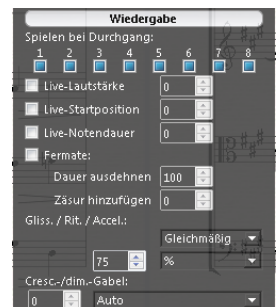 Wiedergabe
Spielen bei Durchgang:
1 2 3 4 5 6 7 8
Live-Lautstärke 0
Live-Startposition 0
Live-Notendauer 0
Fermate:
Dauer ausdehnen 100
Zäsur hinzufügen 0
Gliss. / Rit. / Accel.:
Gleichmäßig
75 %
Cresc.-/dim.-Gabel:
0 Auto